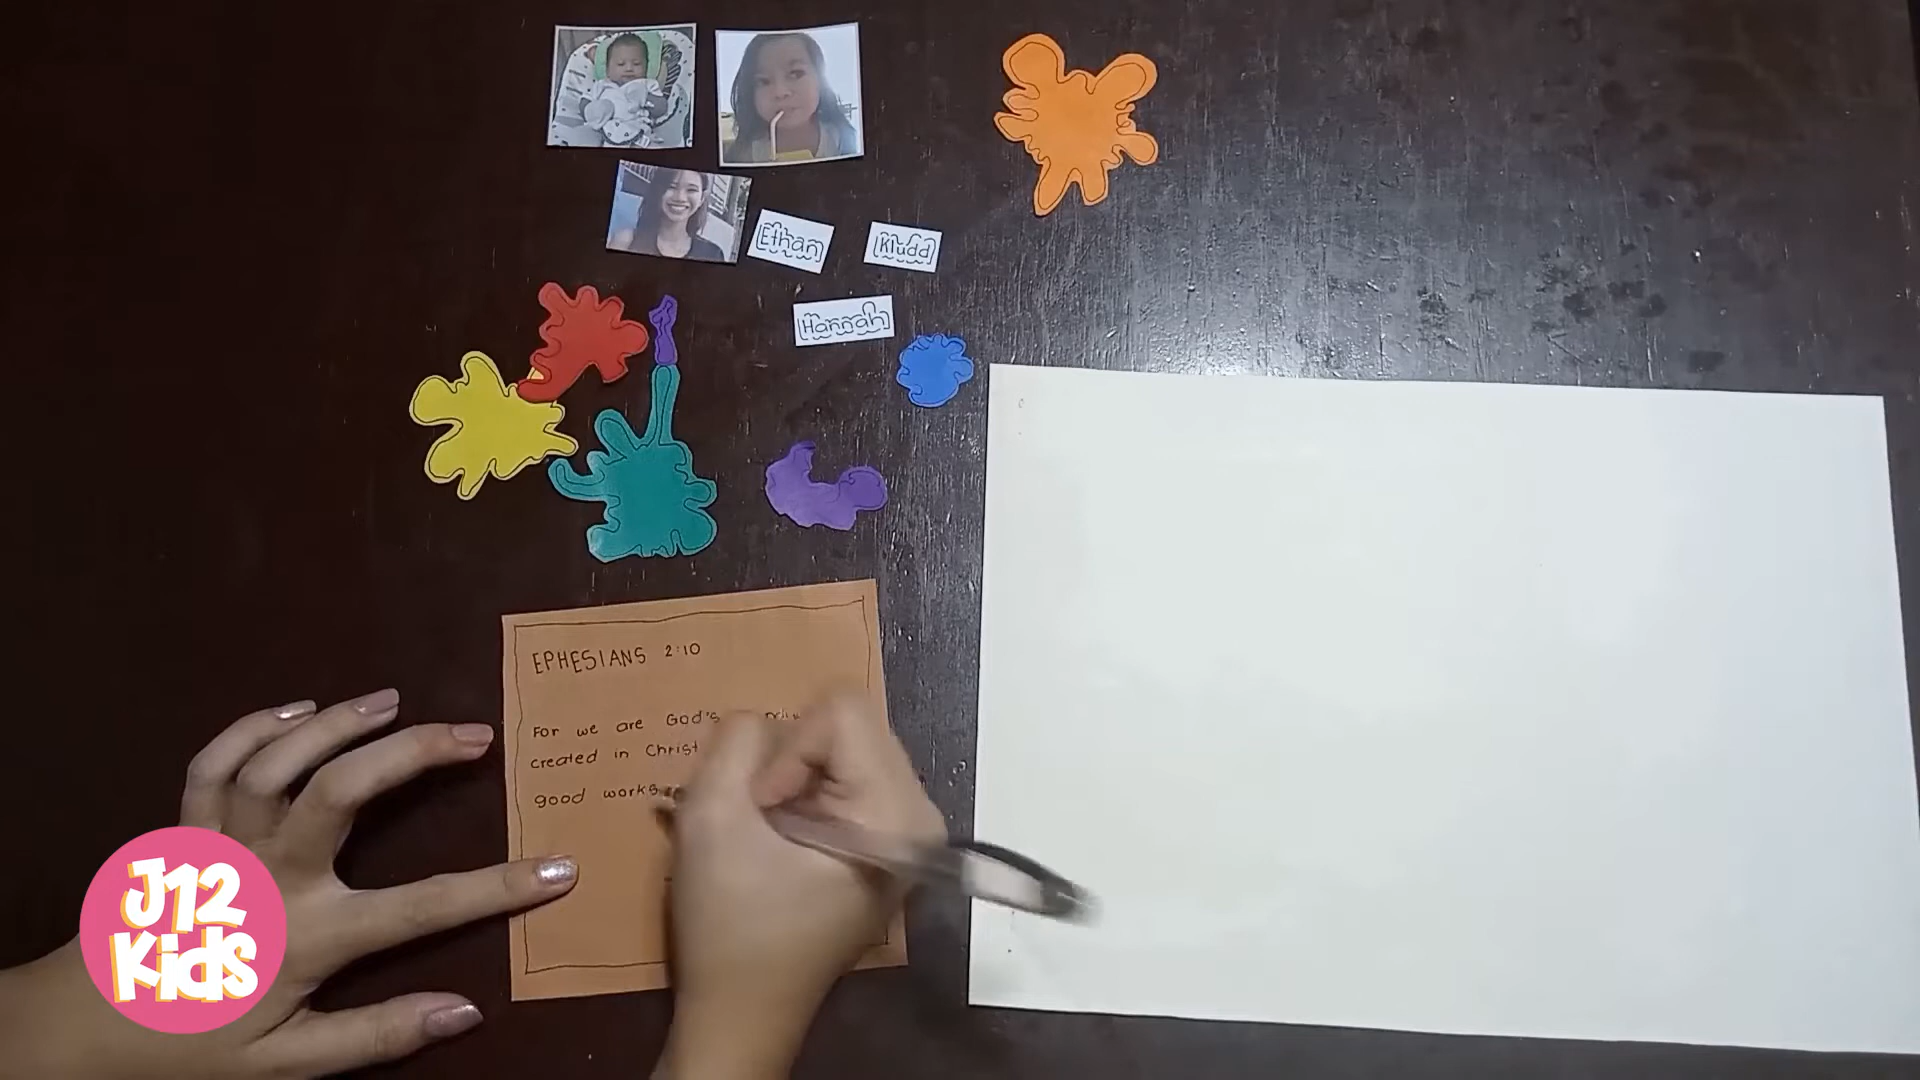 Ethan
Kludd
Hannah
EPHESIANS 2:10
For we are God's
created in Christ
good works
J12
Kids